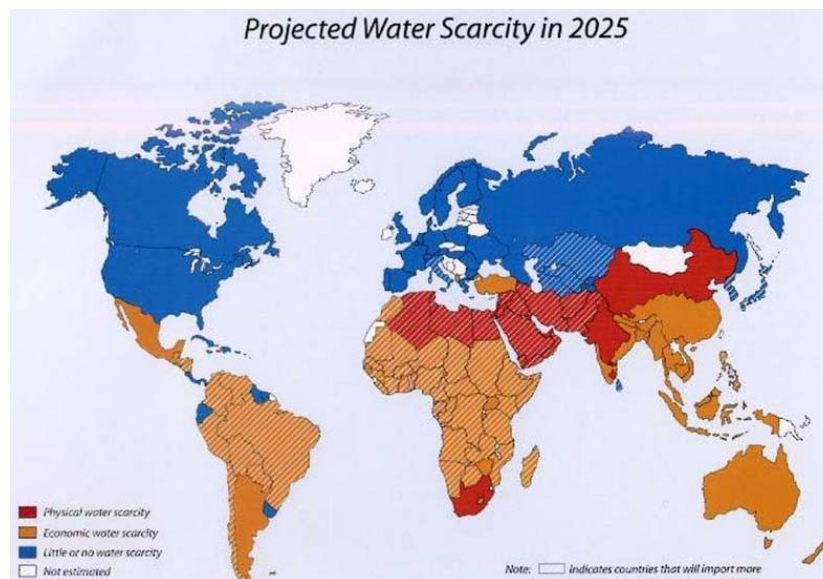 Projected Water Scarcity in 2025
Physical water scarcity
Economic water scarcity
Little or no water scarcity
Not estimated
Note: indicates countries that will import more